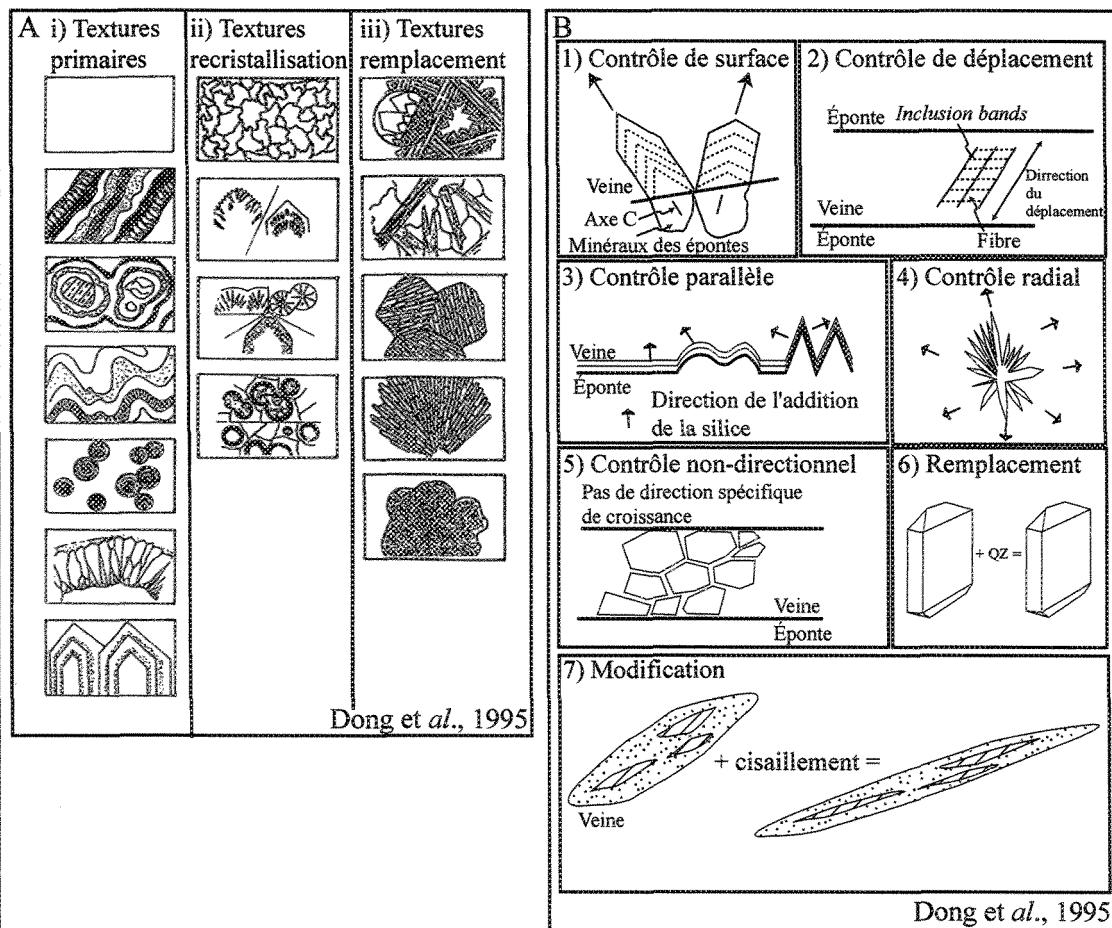 A
i) Textures
primaires
ii) Textures
recristallisation
iii) Textures
remplacement
Dong et al., 1995
B
1) Contrôle de surface
Veine
Axe C
Minéraux des épontes
2) Contrôle de déplacement
Éponte
Inclusion bands
Dirrection
du
déplacement
Veine
Éponte
Fibre
3) Contrôle parallèle
Veine
Éponte
Direction de l'addition
de la silice
4) Contrôle radial
5) Contrôle non-directionnel
Pas de direction spécifique
de croissance
Veine
Éponte
6) Remplacement
+ QZ =
7) Modification
+ cisaillement =
Veine
Dong et al., 1995